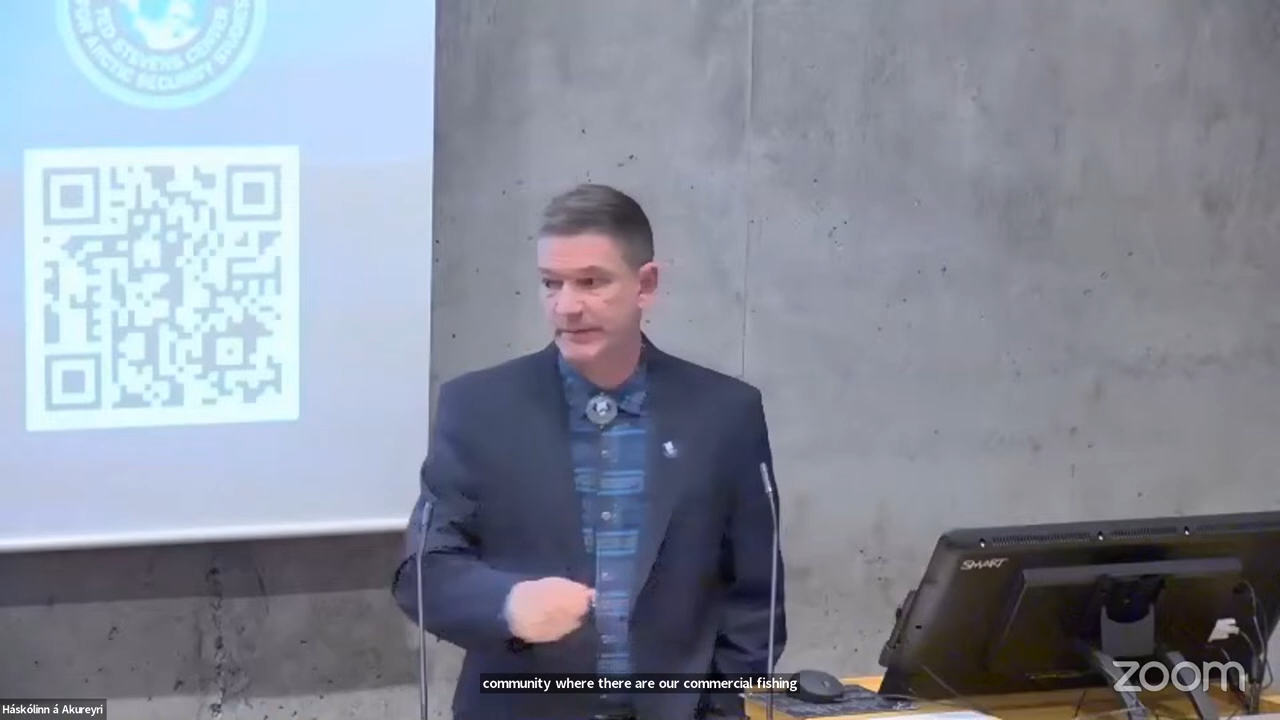 TED STEVENS CENTER
FOR ARCTIC SECURITY STUDIES
SMART
community where there are our commercial fishing
zoom
Háskólinn á Akureyri